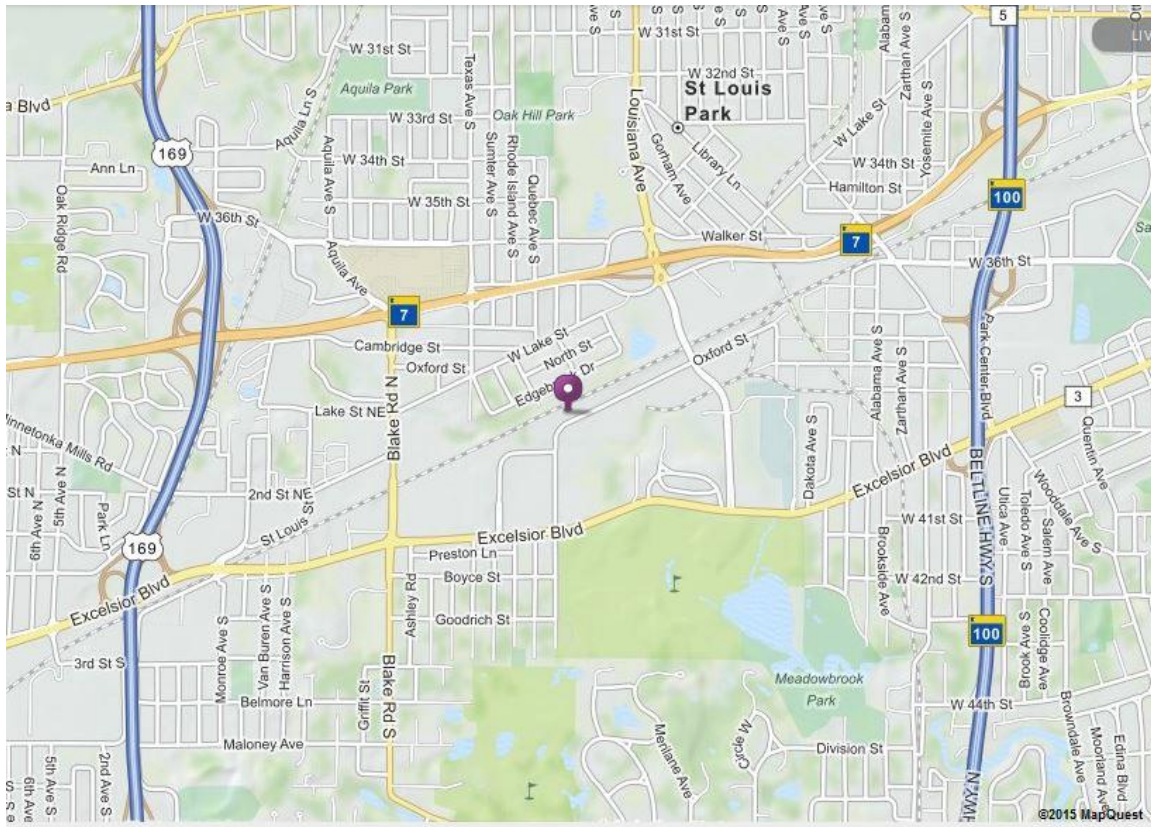 W 31st St
W 31st St
5
LIV
Aquila Park
Texas Ave S
W 32nd St
St Louis
Park
Alabam
Zarthan Ave S
a Blvd
Aquila Ln S
W 33rd St
Oak Hill Park
Louisiana Ave
W Lake St
Yosemite Ave S
169
Ann Ln
W 34th St
Sumter Ave S
Rhode Island Ave S
Quebec Ave S
Gorham Ave
Library Ln
W 34th St
Hamilton St
100
Oak Ridge Rd
Aquila Ave S
W 35th St
W 36th St
Walker St
7
Sa
W 36th St
Aquila Ave
7
Cambridge St
W Lake St
North St
Oxford St
Oxford St
Park Center Blvd
Alabama Ave S
Zarthan Ave S
3
Lake St NE
Blake Rd N
Minnetonka Mills Rd
Dakota Ave S
Excelsior Blvd
Quentin Ave
St N
5th Ave N
6th Ave N
Park Ln
2nd St NE
St Louis St
BELTLINE HWY S
Utica Ave
Toledo Ave S
Salem Ave
Wooddale Ave S
169
Excelsior Blvd
Preston Ln
W 41st St
Brookside Ave
Excelsior Blvd
Boyce St
W 42nd St
Ashley Rd
Goodrich St
100
Coolidge Ave
Brook Ave S
3rd St S
Monroe Ave S
Van Buren Ave S
Harrison Ave S
Blake Rd S
Griffit St
Belmore Ln
Meadowbrook
Park
W 44th St
Maloney Ave
Merilane Ave
Circle W
Division St
Browndale Ave
Moorland Ave
Edina Blvd
5th Ave S
6th Ave S
2nd Ave S
©2015 MapQuest